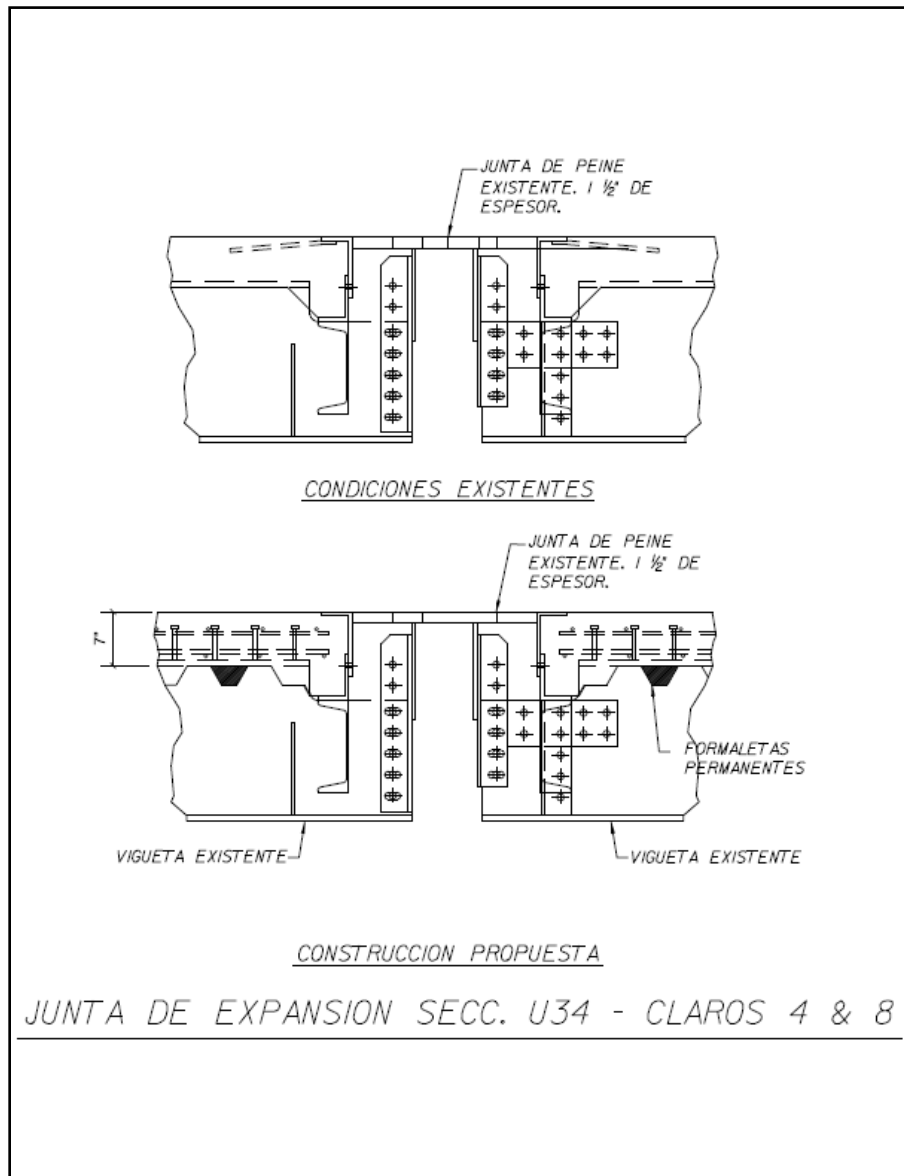 JUNTA DE PEINE
EXISTENTE. 1 ½" DE
ESPESOR.
CONDICIONES EXISTENTES
JUNTA DE PEINE
EXISTENTE. 1 ½" DE
ESPESOR.
7"
FORMALETAS
PERMANENTES
VIGUETA EXISTENTE
VIGUETA EXISTENTE
CONSTRUCCION PROPUESTA
JUNTA DE EXPANSION SECC. U34 - CLAROS 4 & 8